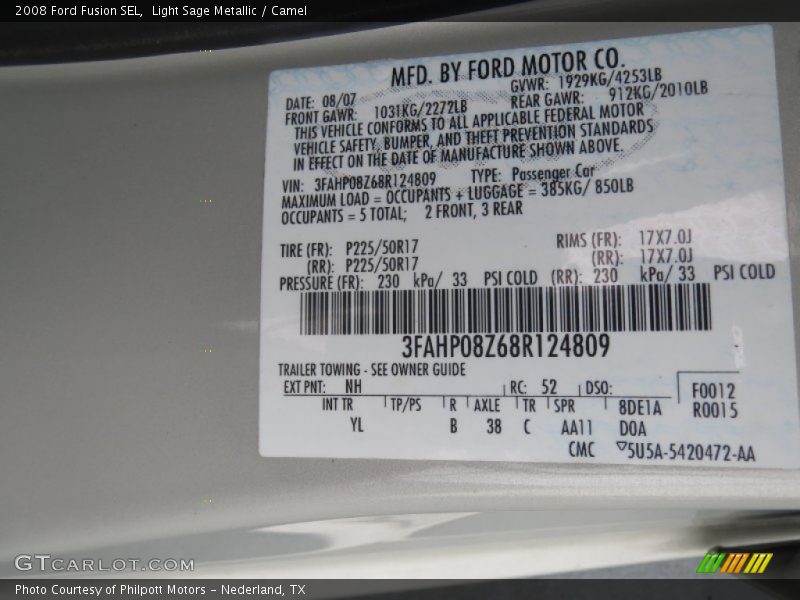 2008 Ford Fusion SEL, Light Sage Metallic / Camel
MFD. BY FORD MOTOR CO.
DATE: 08/07 GVWR: 1929KG/4253LB
FRONT GAWR: 1031KG/2272LB REAR GAWR: 912KG/2010LB
THIS VEHICLE CONFORMS TO ALL APPLICABLE FEDERAL MOTOR
VEHICLE SAFETY, BUMPER, AND THEFT PREVENTION STANDARDS
IN EFFECT ON THE DATE OF MANUFACTURE SHOWN ABOVE.
VIN: 3FAHP08Z68R124809 TYPE: Passenger Car
MAXIMUM LOAD = OCCUPANTS + LUGGAGE = 385KG/ 850LB
OCCUPANTS = 5 TOTAL; 2 FRONT, 3 REAR
TIRE (FR): P225/50R17 RIMS (FR): 17X7.0J
(RR): P225/50R17 (RR): 17X7.0J
PRESSURE (FR): 230 kPa/ 33 PSI COLD (RR): 230 kPa/ 33 PSI COLD
3FAHP08Z68R124809
TRAILER TOWING - SEE OWNER GUIDE
EXT PNT: NH RC: 52 DSO: F0012
INT TR TP/PS R AXLE TR SPR 8DE1A R0015
YL B 38 C AA11 D0A
CMC ▽5U5A-5420472-AA
GTCARLOT.COM
Photo Courtesy of Philpott Motors - Nederland, TX